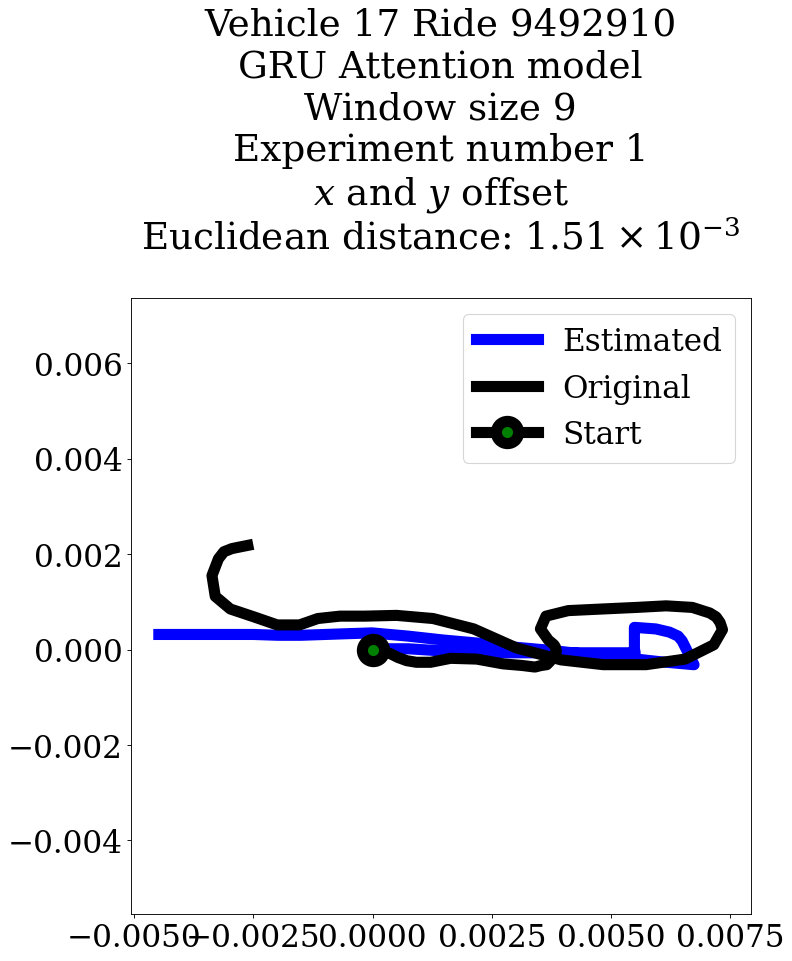 Vehicle 17 Ride 9492910
GRU Attention model
Window size 9
Experiment number 1
x and y offset
Euclidean distance: 1.51 × 10⁻³
Estimated
Original
Start
0.006
0.004
0.002
0.000
−0.002
−0.004
−0.0050 −0.0025 0.0000 0.0025 0.0050 0.0075